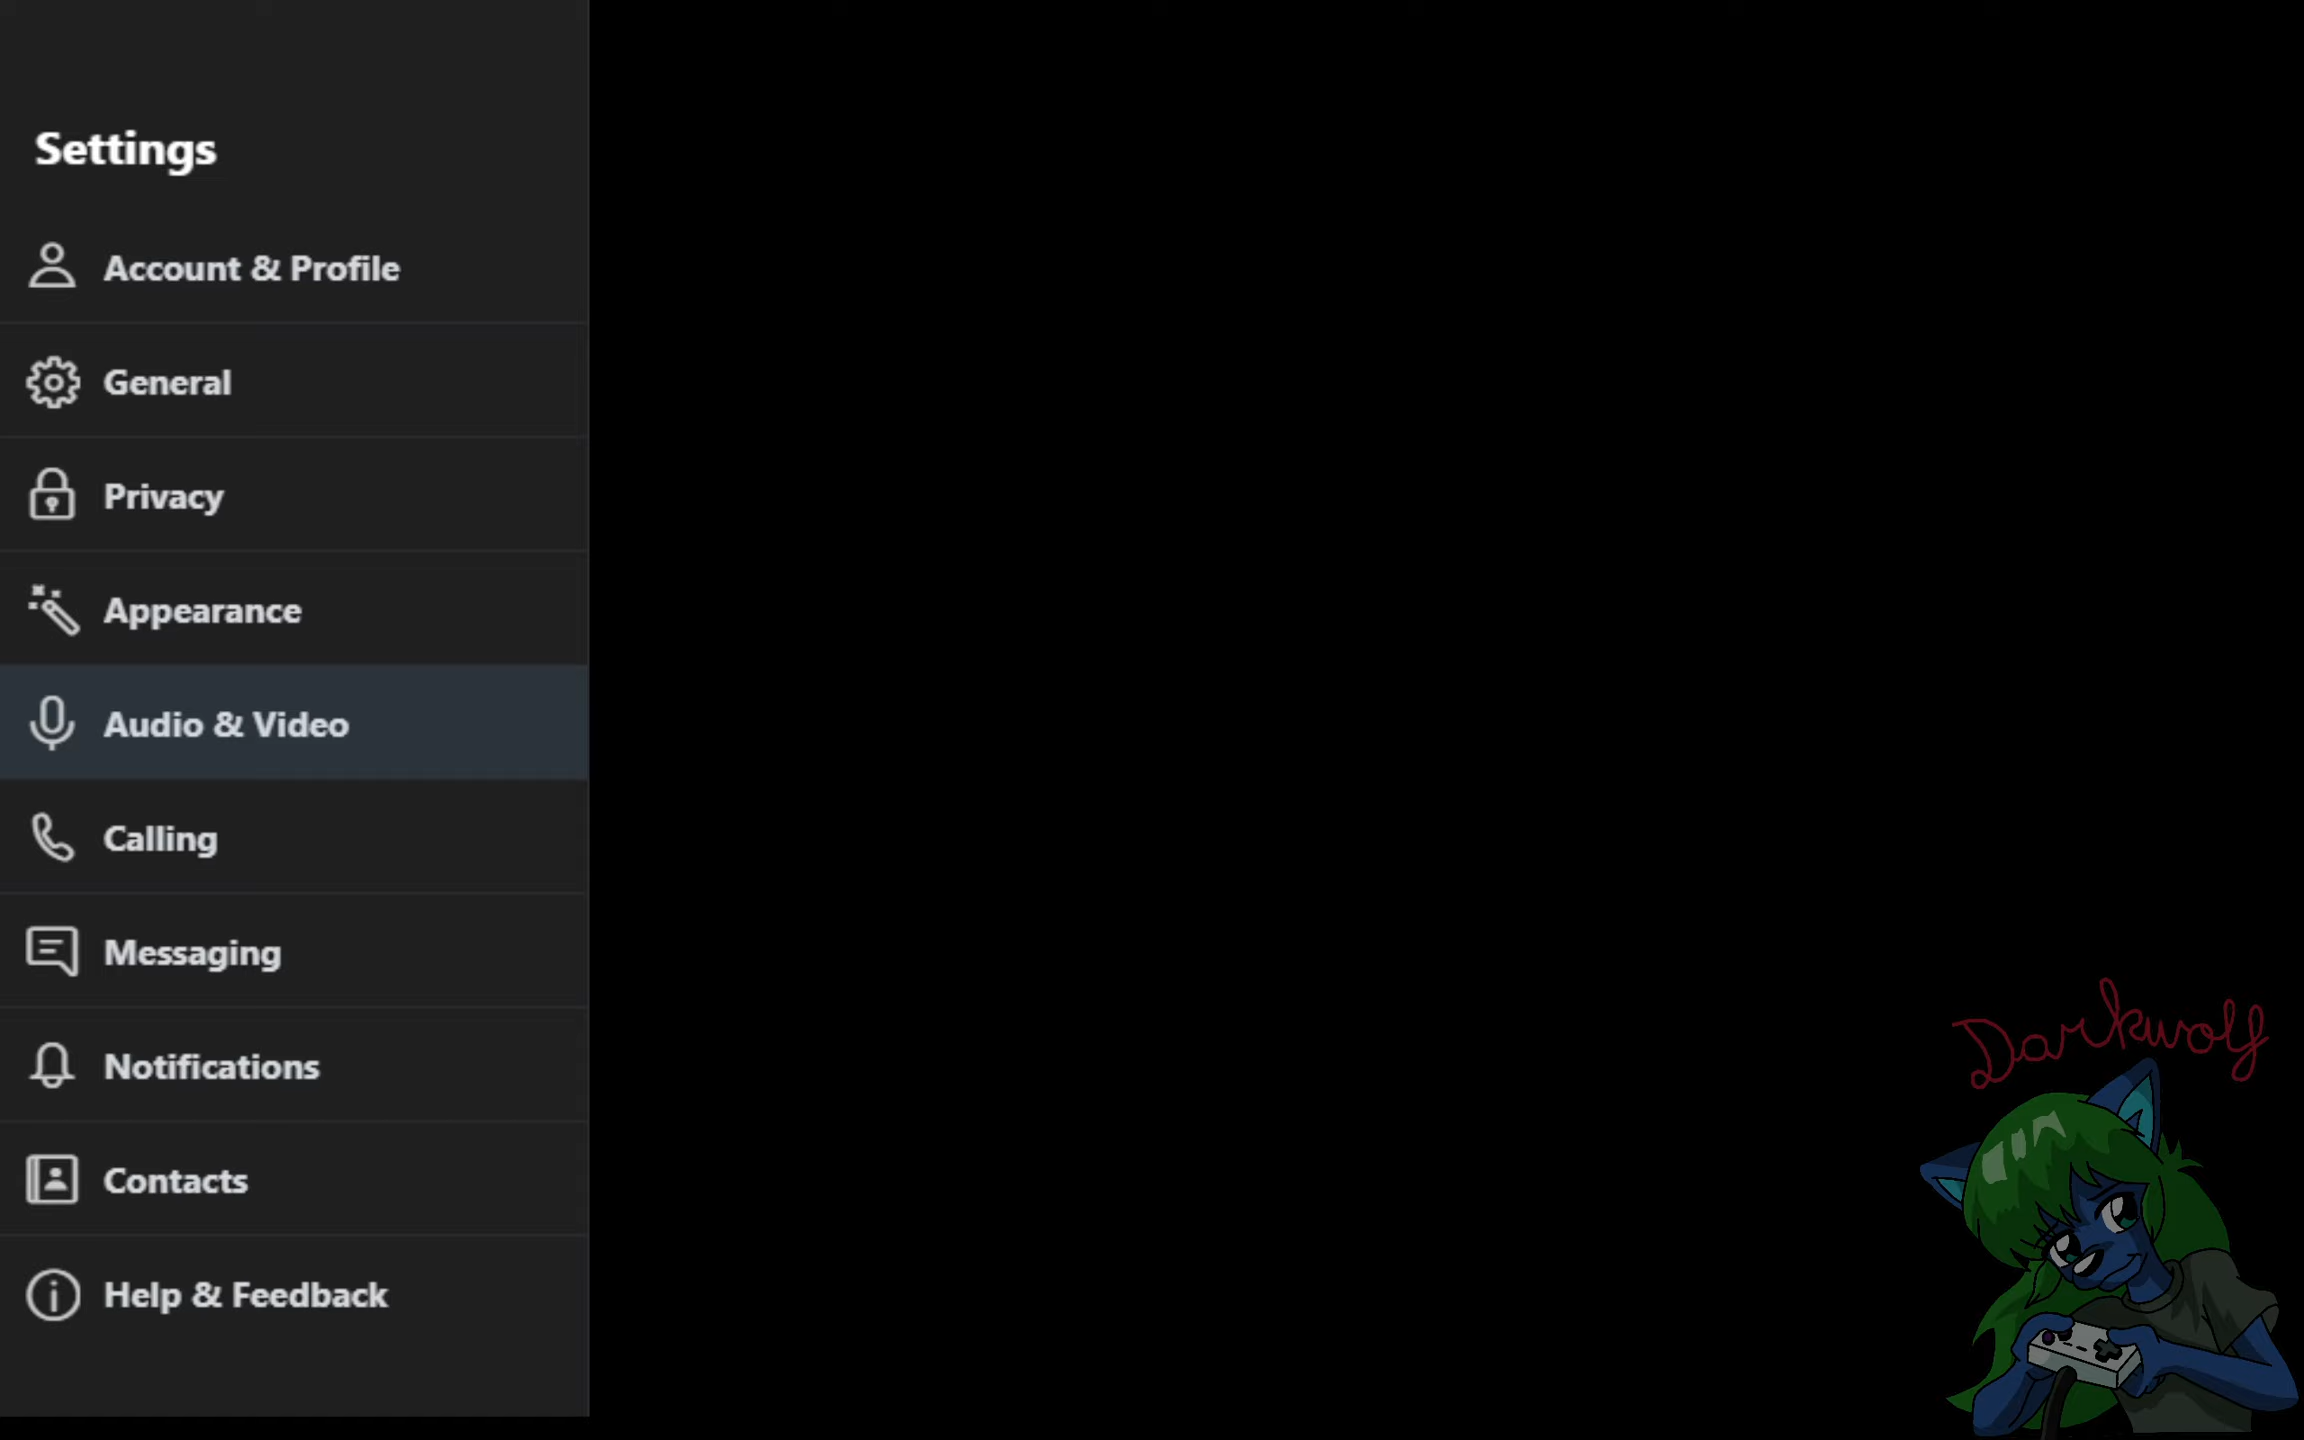 Settings
Account & Profile
General
Privacy
Appearance
Audio & Video
Calling
Messaging
Notifications
Contacts
Help & Feedback
Darkwolf